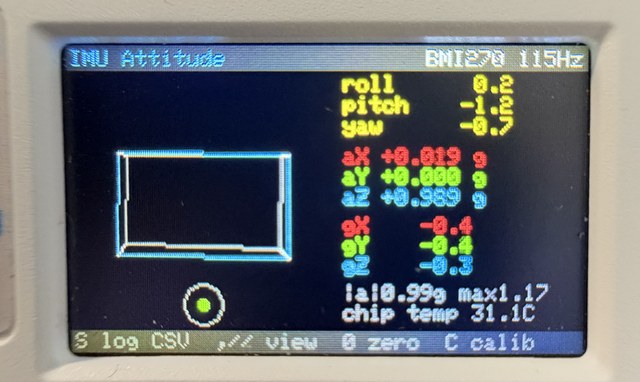 IMU Attitude BMI270 115Hz
roll 0.2
pitch -1.2
yaw -0.7
aX +0.019 g
aY +0.000 g
aZ +0.989 g
gX -0.4
gY -0.4
gZ -0.3
|a|0.99g max1.17
chip temp 31.1C
S log CSV ,./ view 0 zero C calib